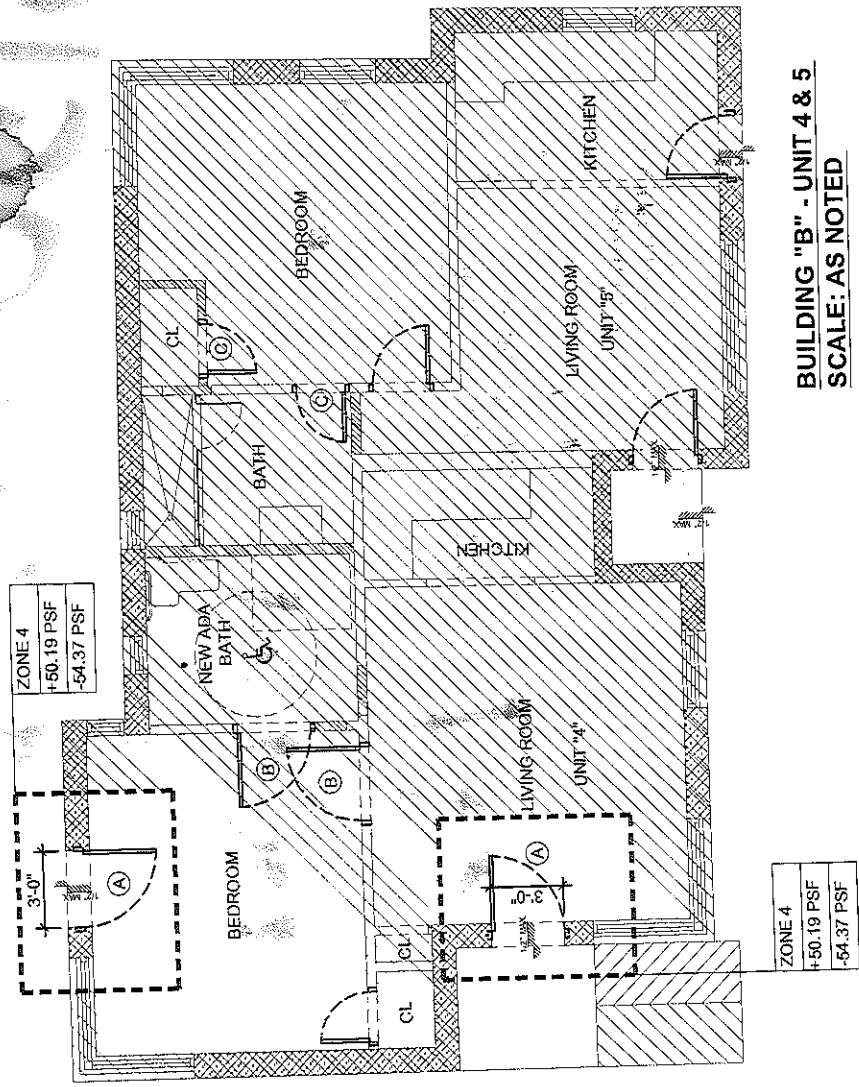 ZONE 4
+50.19 PSF
-54.37 PSF
3'-0"
1/2" MAX
A
BEDROOM
B
B
NEW ADA
BATH
BATH
CL
C
C
BEDROOM
CL
CL
LIVING ROOM
UNIT "4"
3'-0"
A
1/2" MAX
KITCHEN
1/2" MAX
1/2" MAX
LIVING ROOM
UNIT "5"
KITCHEN
1/2" MAX
ZONE 4
+50.19 PSF
-54.37 PSF
BUILDING "B" - UNIT 4 & 5
SCALE: AS NOTED